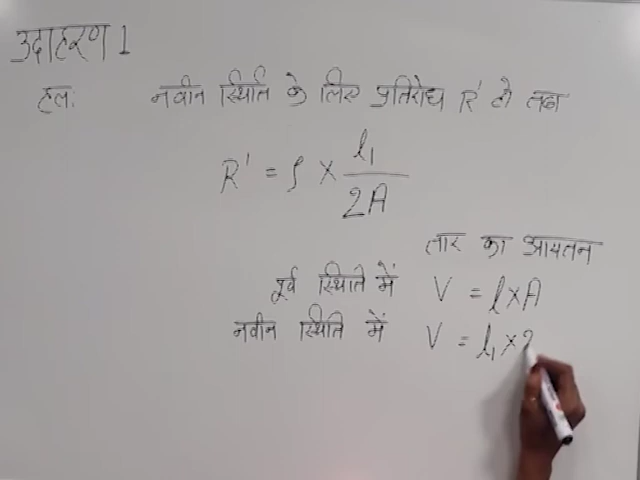 उदाहरण 1
हल: नवीन स्थिति के लिए प्रतिरोध R' हो तब
R' = ρ × l₁ / 2A
तार का आयतन
पूर्व स्थिति में V = l × A
नवीन स्थिति में V = l₁ × 2